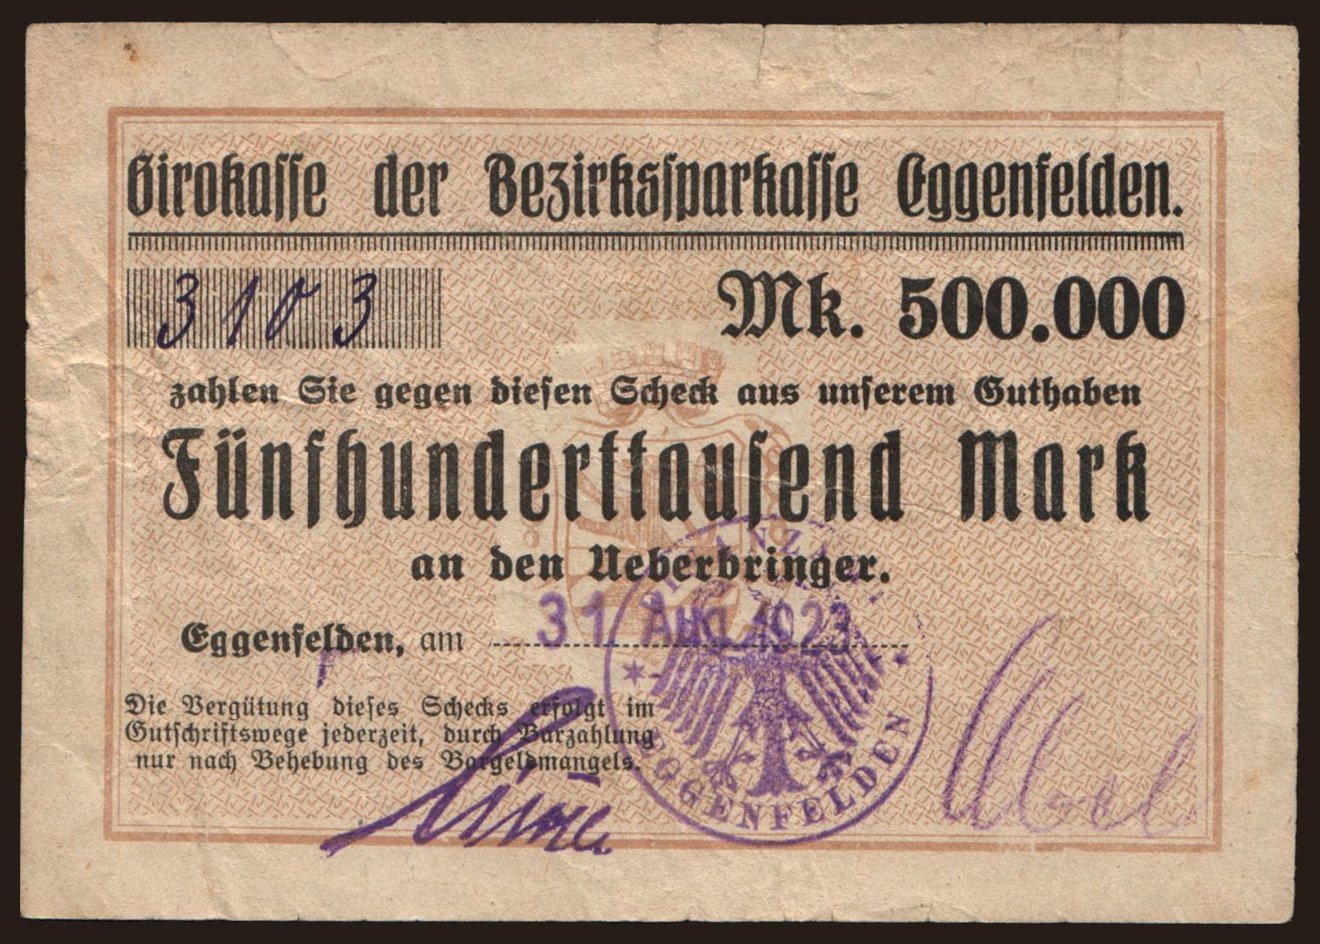 Girokasse der Bezirkssparkasse Eggenfelden.
3103
Mk. 500.000
zahlen Sie gegen diesen Scheck aus unserem Guthaben
Fünfhunderttausend Mark
an den Ueberbringer.
Eggenfelden, am 31 Aug. 1923
Die Vergütung dieses Schecks erfolgt im
Gutschriftswege jederzeit, durch Barzahlung
nur nach Behebung des Bargeldmangels.
EGGENFELDEN